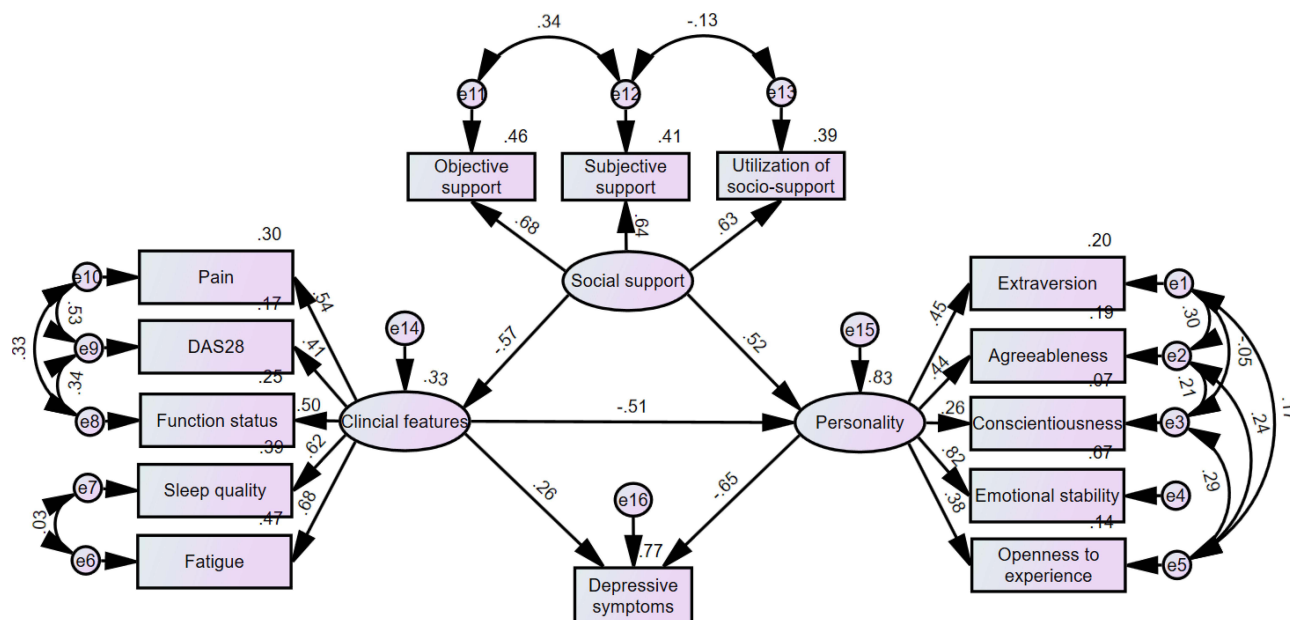 .34
-.13
e11
e12
e13
.46
.41
.39
Objective
support
Subjective
support
Utilization of
socio-support
.68
.64
.63
Social support
.30
e10
Pain
.17
.54
.53
.33
e9
DAS28
.25
.41
.34
e8
Function status
.39
.50
e7
Sleep quality
.47
.62
.03
e6
Fatigue
.68
e14
.33
Clincial features
-.57
.52
-.51
e15
.83
Personality
.26
-.65
e16
.77
Depressive
symptoms
.20
Extraversion
e1
.19
.45
.30
-.05
Agreeableness
e2
.07
.44
.21
.17
Conscientiousness
e3
.67
.26
.24
Emotional stability
e4
.14
.82
.29
Openness to
experience
e5
.38